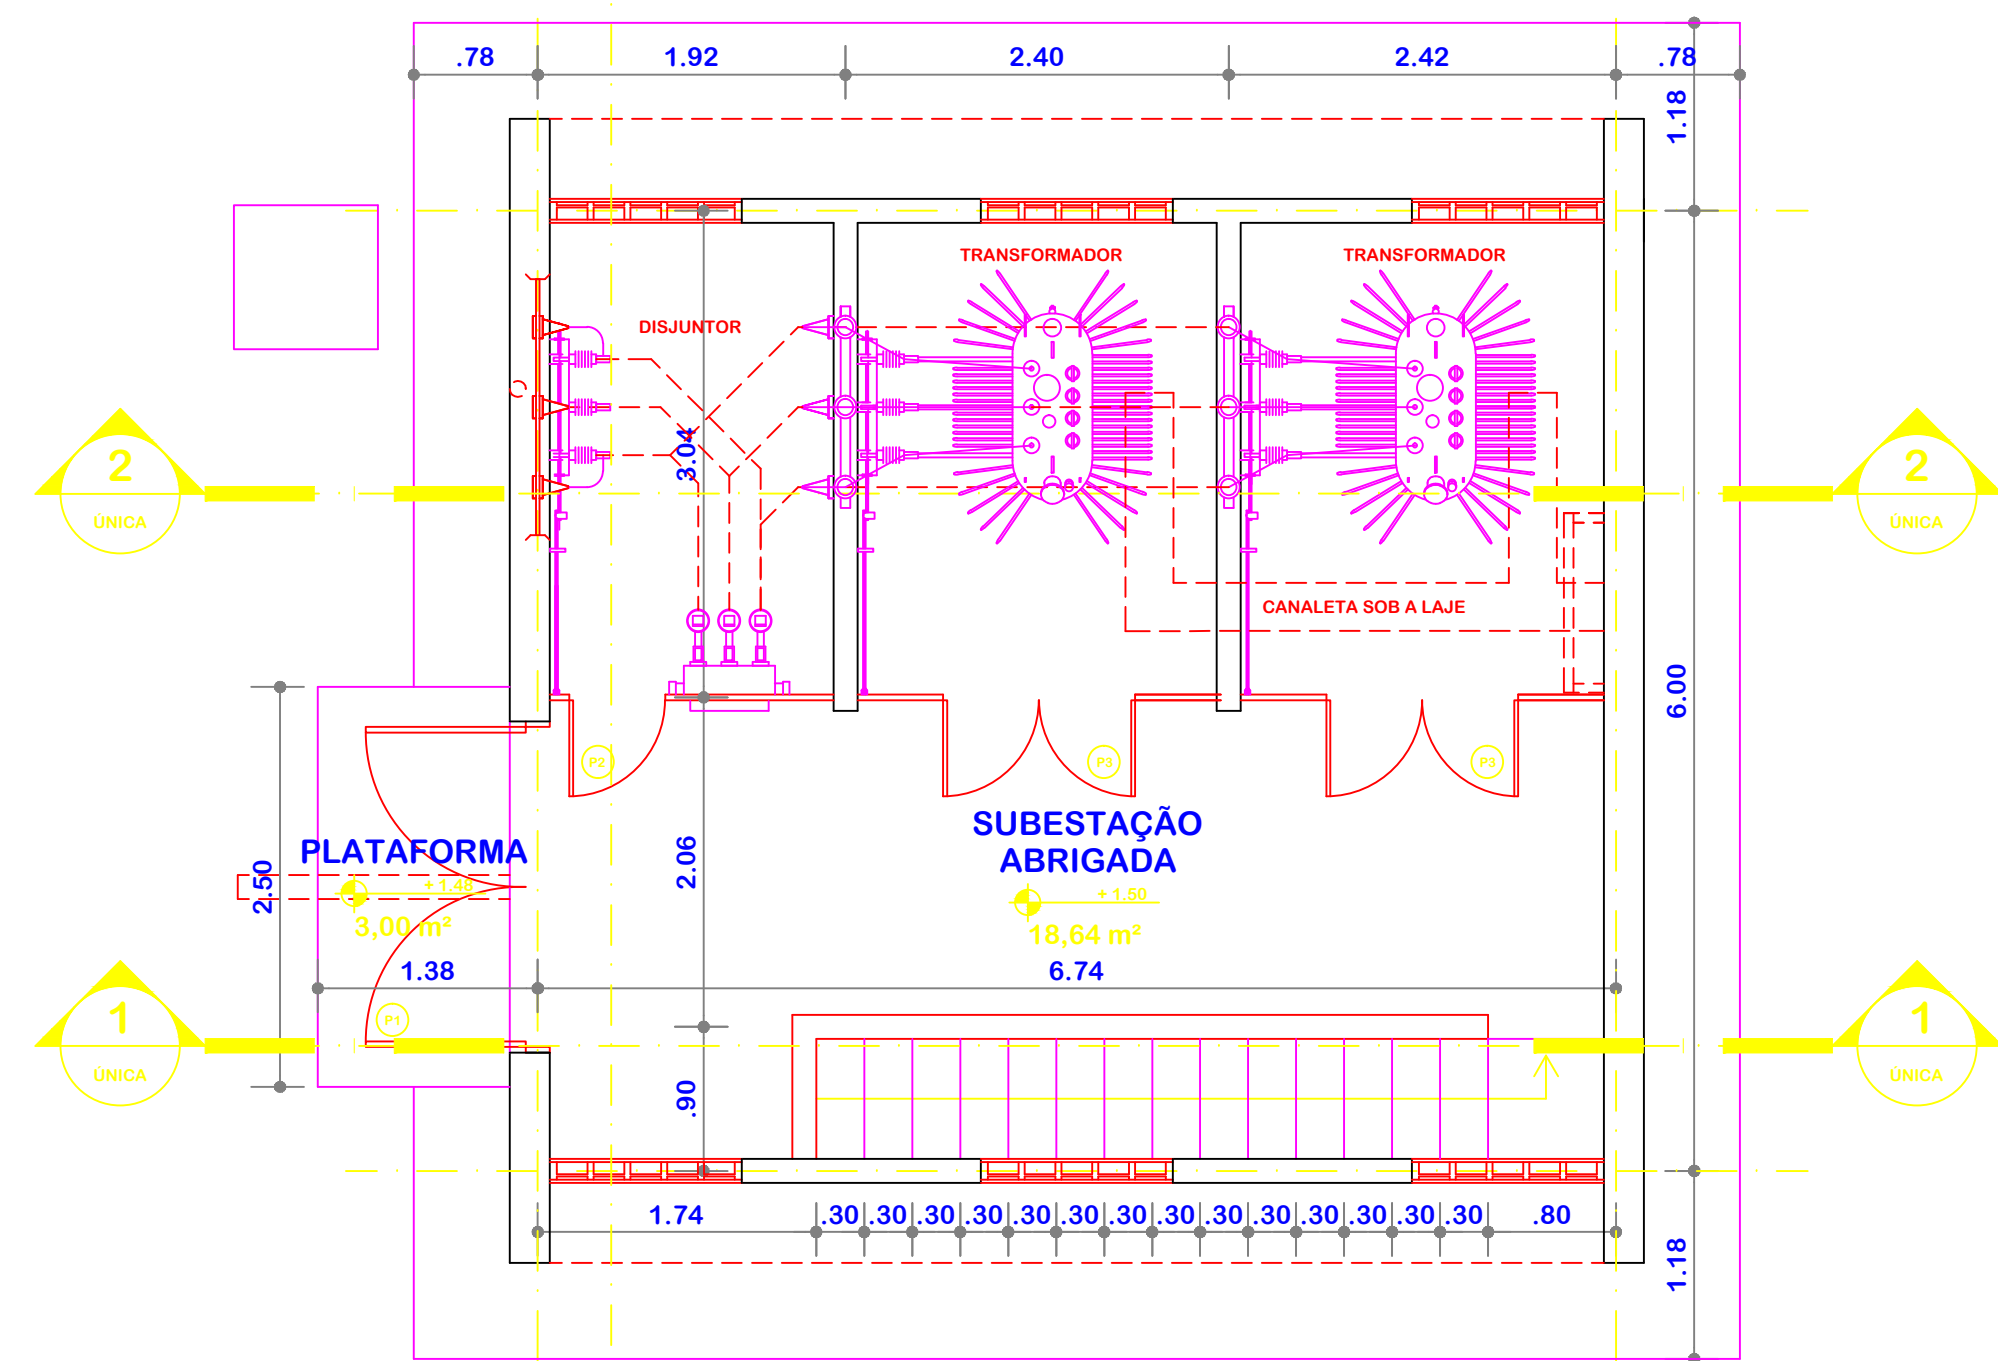 .78
1.92
2.40
2.42
.78
1.18
TRANSFORMADOR
TRANSFORMADOR
DISJUNTOR
3.04
2
ÚNICA
2
ÚNICA
CANALETA SOB A LAJE
6.00
P2
P3
P3
SUBESTAÇÃO
ABRIGADA
PLATAFORMA
2.50
2.06
+ 1.48
+ 1.50
3,00 m²
18,64 m²
1.38
6.74
P1
1
ÚNICA
1
ÚNICA
.90
1.74
.30
.30
.30
.30
.30
.30
.30
.30
.30
.30
.30
.30
.30
.30
.80
1.18